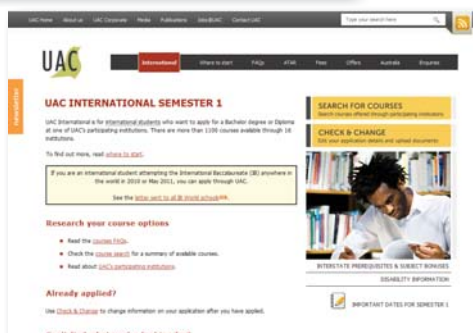 UAC Home About us UAC Corporate Media Publications Jobs@UAC Contact UAC
Type your search here
UAC
International Where to start FAQs ATAR Fees Offers Australia Enquiries
newsletter
UAC INTERNATIONAL SEMESTER 1
UAC International is for international students who want to apply for a Bachelor degree or Diploma
at one of UAC's participating institutions. There are more than 1100 courses available through 16
institutions.
To find out more, read where to start.
If you are an international student attempting the International Baccalaureate (IB) anywhere in
the world in 2010 or May 2011, you can apply through UAC.
See the letter sent to all IB World schools
Research your course options
Read the courses FAQs.
Check the course search for a summary of available courses.
Read about UAC's participating institutions.
Already applied?
Use Check & Change to change information on your application after you have applied.
SEARCH FOR COURSES
Search courses offered through participating institutions
CHECK & CHANGE
Edit your application details and upload documents
INTERSTATE PREREQUISITES & SUBJECT BONUSES
DISABILITY INFORMATION
IMPORTANT DATES FOR SEMESTER 1